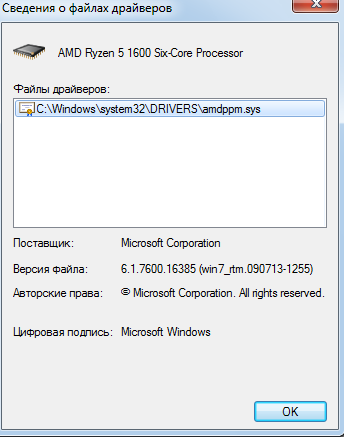 Сведения о файлах драйверов
AMD Ryzen 5 1600 Six-Core Processor
Файлы драйверов:
C:\Windows\system32\DRIVERS\amdppm.sys
Поставщик: Microsoft Corporation
Версия файла: 6.1.7600.16385 (win7_rtm.090713-1255)
Авторские права: © Microsoft Corporation. All rights reserved.
Цифровая подпись: Microsoft Windows
OK